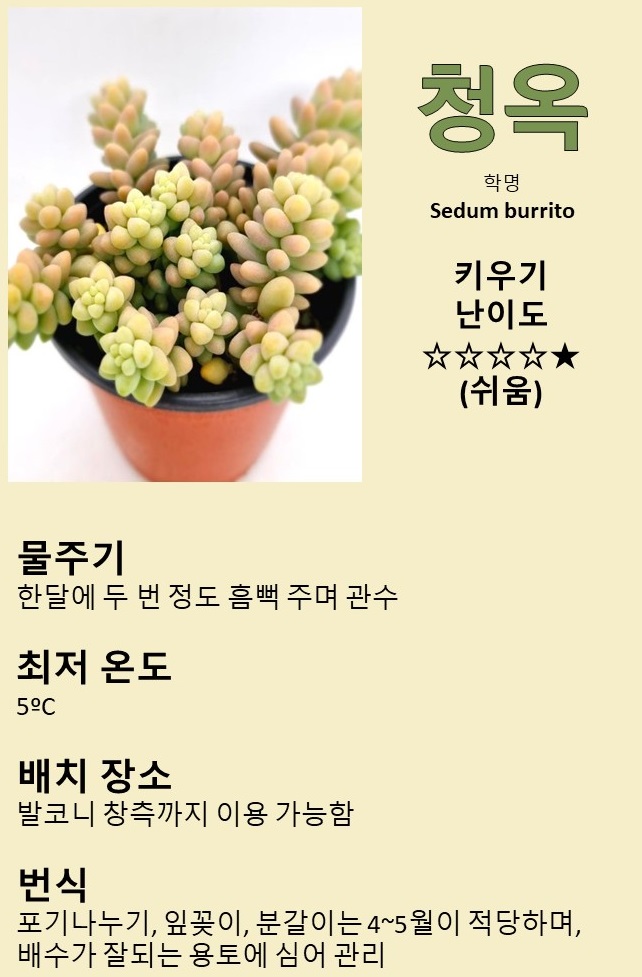 청옥
학명
Sedum burrito
키우기
난이도
☆☆☆☆★
(쉬움)
물주기
한달에 두 번 정도 흠뻑 주며 관수
최저 온도
5ºC
배치 장소
발코니 창측까지 이용 가능함
번식
포기나누기, 잎꽂이, 분갈이는 4~5월이 적당하며,
배수가 잘되는 용토에 심어 관리